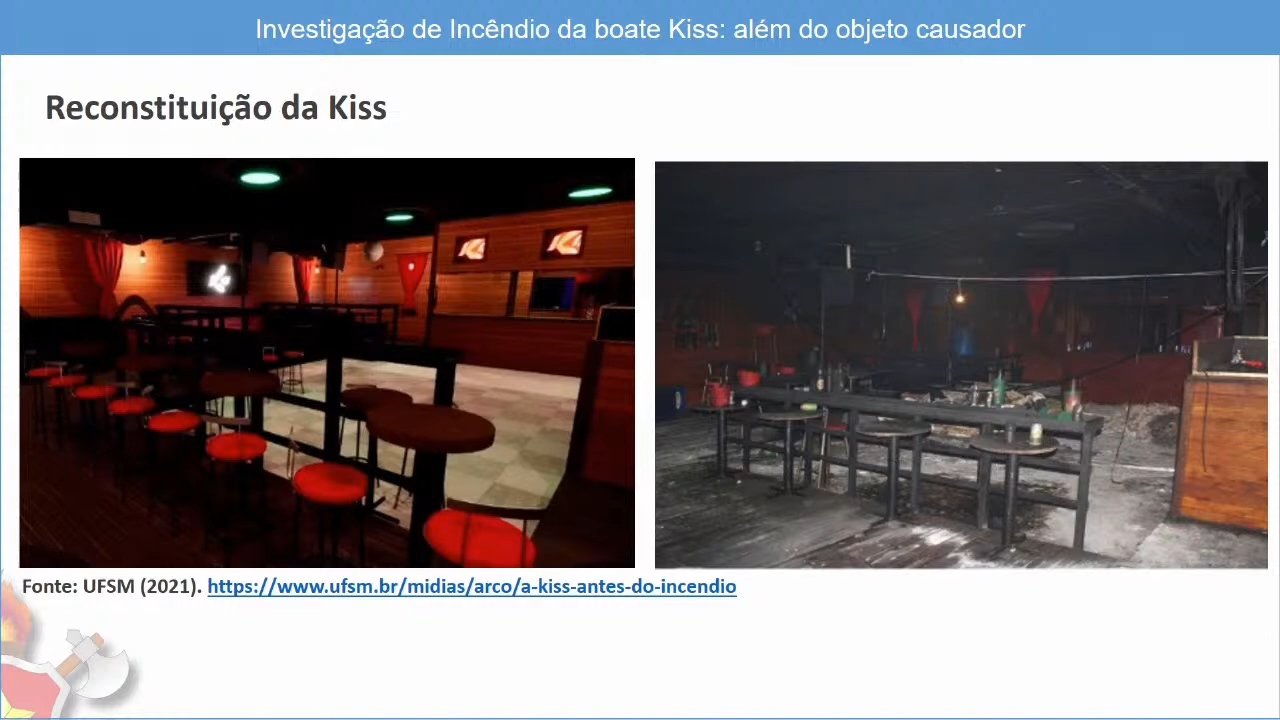 Investigação de Incêndio da boate Kiss: além do objeto causador
Reconstituição da Kiss
Fonte: UFSM (2021). https://www.ufsm.br/midias/arco/a-kiss-antes-do-incendio